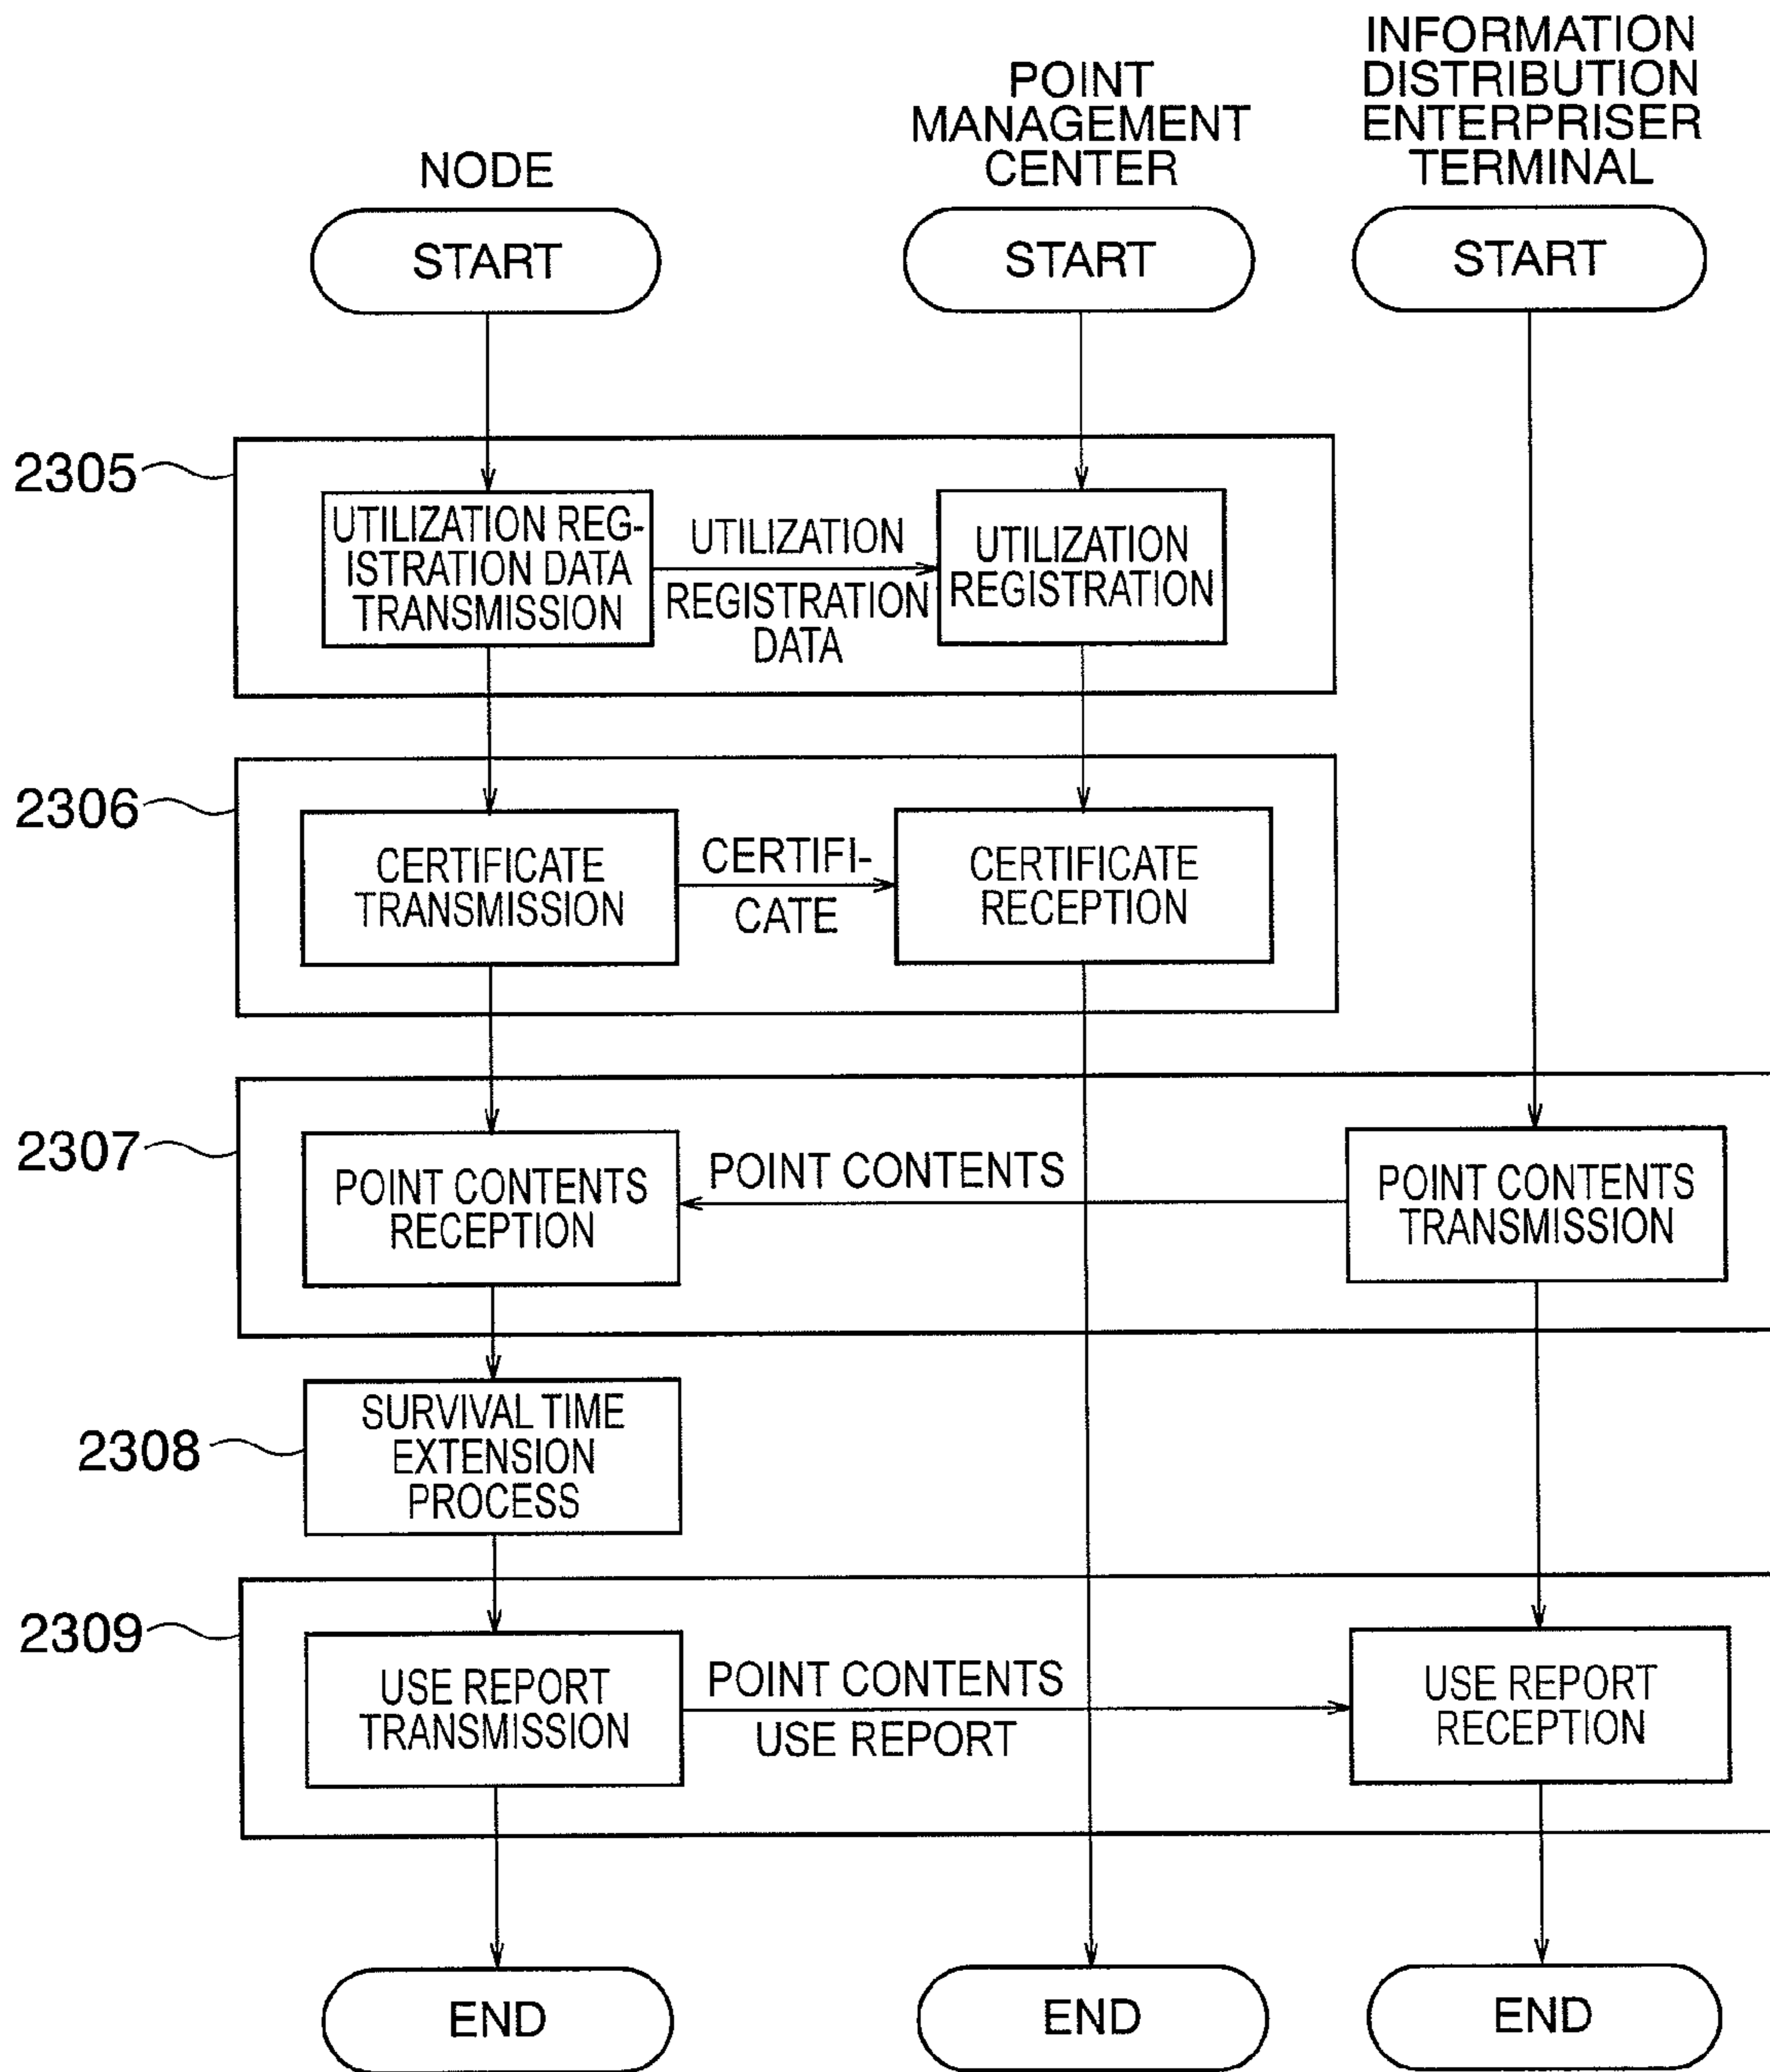 NODE
POINT
MANAGEMENT
CENTER
INFORMATION
DISTRIBUTION
ENTERPRISER
TERMINAL
START
START
START
2305
UTILIZATION REG-
ISTRATION DATA
TRANSMISSION
UTILIZATION
REGISTRATION
DATA
UTILIZATION
REGISTRATION
2306
CERTIFICATE
TRANSMISSION
CERTIFI-
CATE
CERTIFICATE
RECEPTION
2307
POINT CONTENTS
RECEPTION
POINT CONTENTS
POINT CONTENTS
TRANSMISSION
2308
SURVIVAL TIME
EXTENSION
PROCESS
2309
USE REPORT
TRANSMISSION
POINT CONTENTS
USE REPORT
USE REPORT
RECEPTION
END
END
END